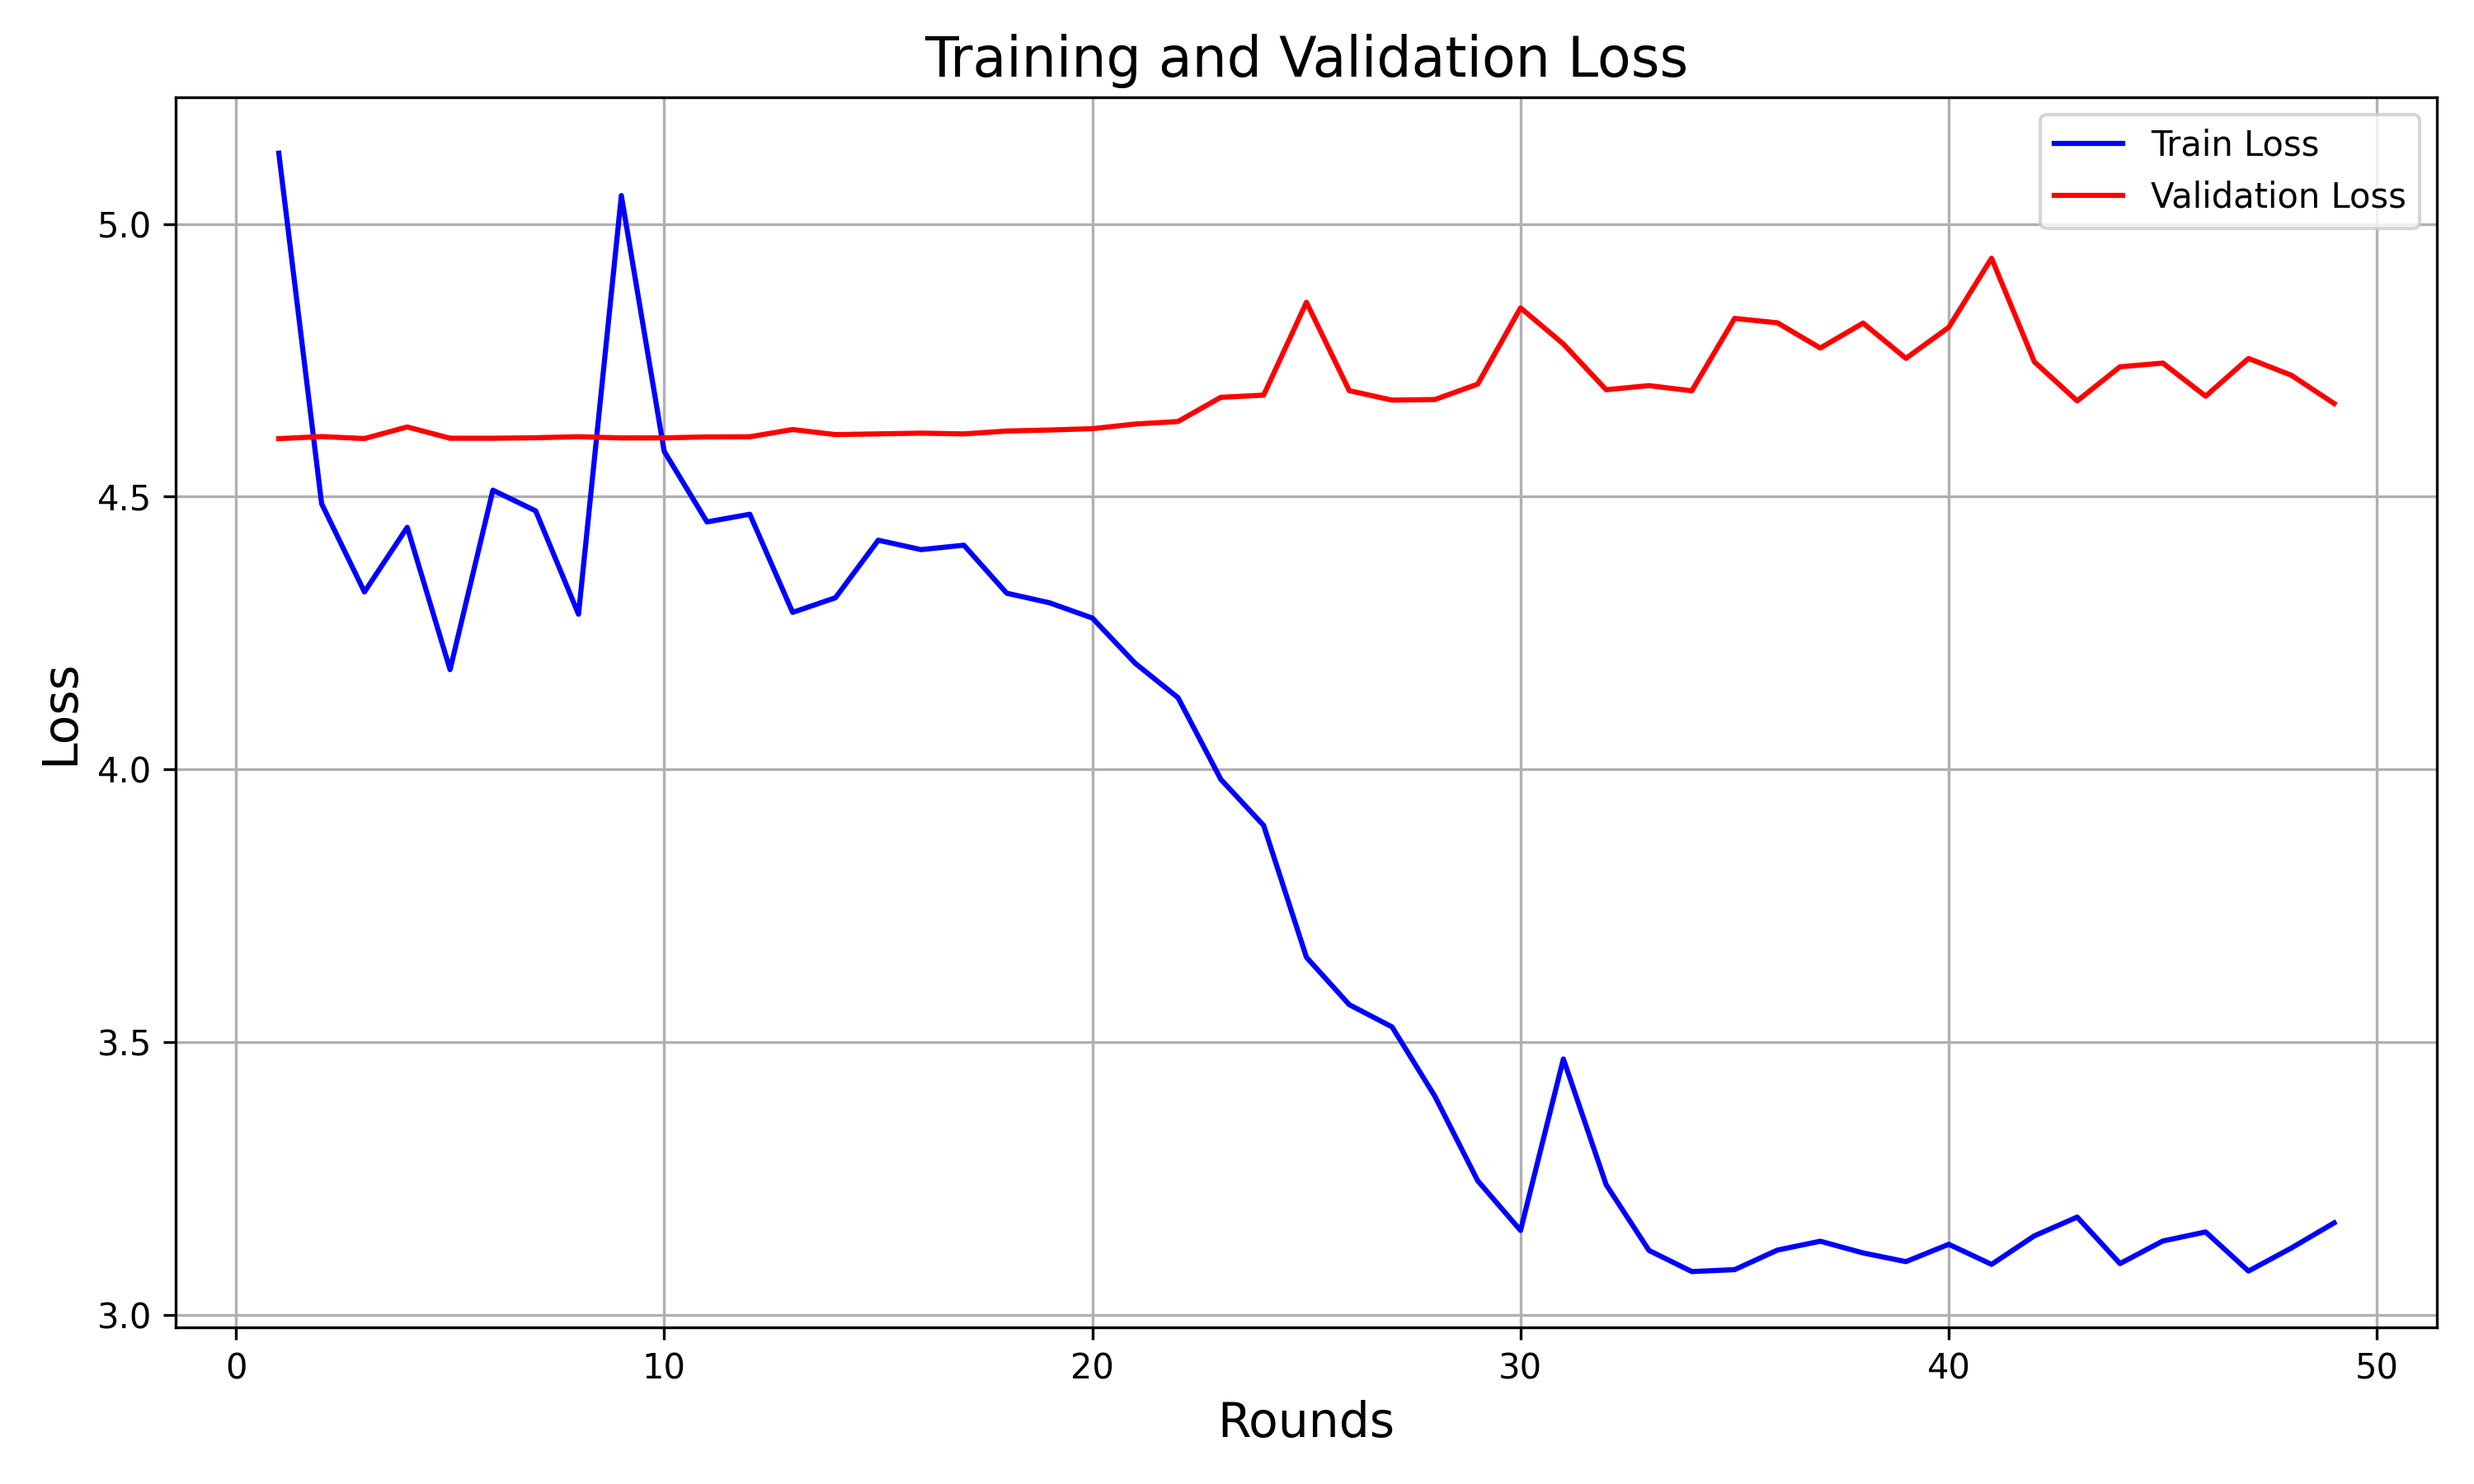 Training and Validation Loss
Train Loss
Validation Loss
5.0
4.5
4.0
3.5
3.0
Loss
0 10 20 30 40 50
Rounds